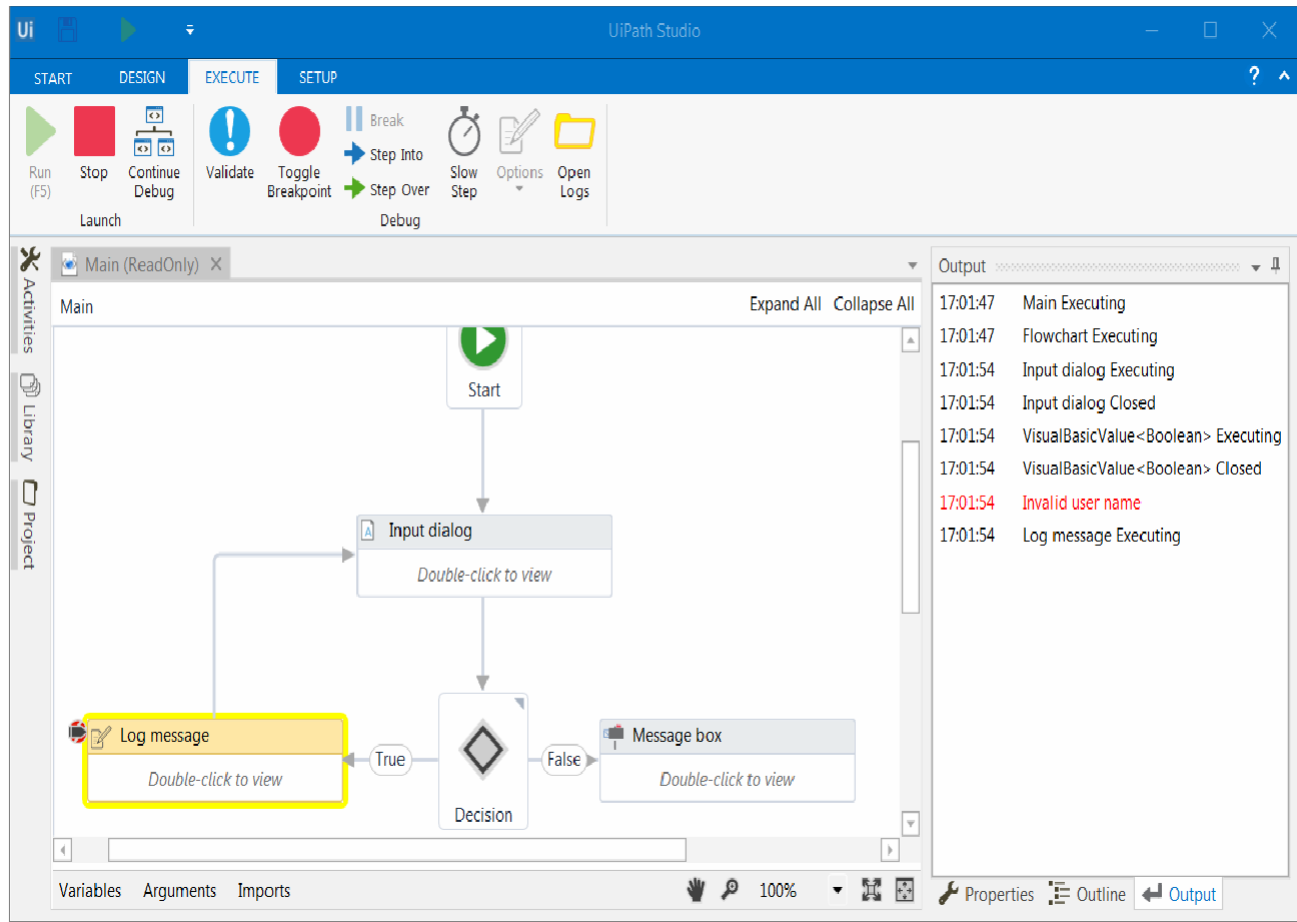 Ui
UiPath Studio
START DESIGN EXECUTE SETUP
?
Run (F5)
Stop
Continue Debug
Validate
Toggle Breakpoint
Break
Step Into
Step Over
Slow Step
Options
Open Logs
Launch
Debug
Activities
Library
Project
Main (ReadOnly)
Main
Expand All Collapse All
Start
A Input dialog
Double-click to view
Log message
Double-click to view
True
Decision
False
Message box
Double-click to view
Variables Arguments Imports
100%
Output
17:01:47 Main Executing
17:01:47 Flowchart Executing
17:01:54 Input dialog Executing
17:01:54 Input dialog Closed
17:01:54 VisualBasicValue<Boolean> Executing
17:01:54 VisualBasicValue<Boolean> Closed
17:01:54 Invalid user name
17:01:54 Log message Executing
Properties Outline Output